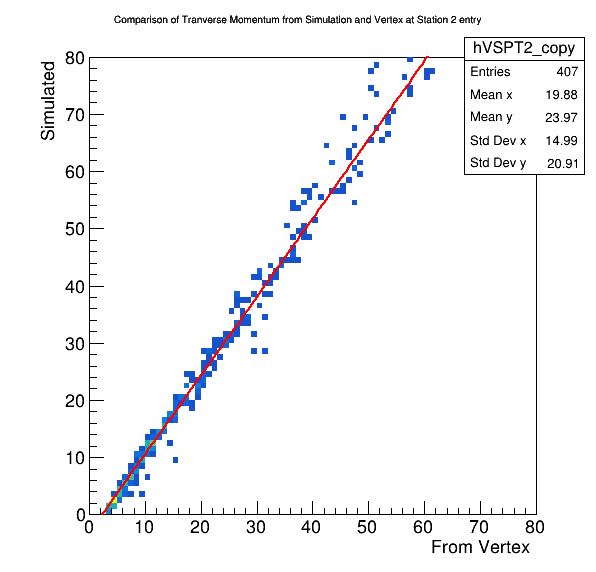 Comparison of Tranverse Momentum from Simulation and Vertex at Station 2 entry
hVSPT2_copy
Entries 407
Mean x 19.88
Mean y 23.97
Std Dev x 14.99
Std Dev y 20.91
Simulated
80
70
60
50
40
30
20
10
0
0 10 20 30 40 50 60 70 80
From Vertex